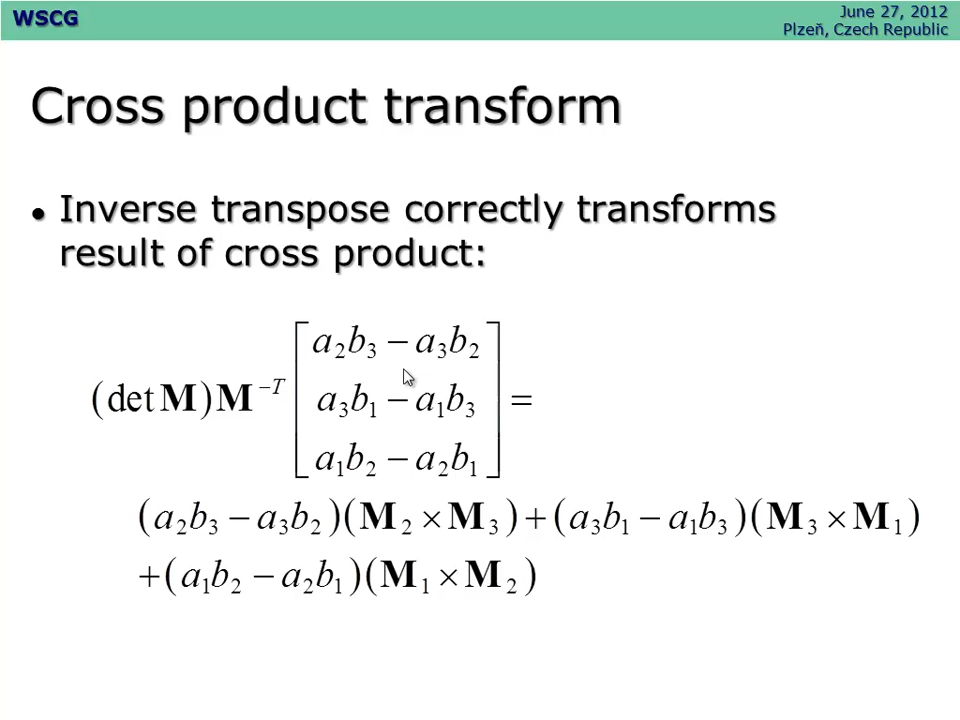 WSCG
June 27, 2012
Plzeň, Czech Republic
Cross product transform
• Inverse transpose correctly transforms
result of cross product:
(det M) M⁻ᵀ [ a₂b₃ − a₃b₂
a₃b₁ − a₁b₃
a₁b₂ − a₂b₁ ] =
(a₂b₃ − a₃b₂)(M₂ × M₃) + (a₃b₁ − a₁b₃)(M₃ × M₁)
+(a₁b₂ − a₂b₁)(M₁ × M₂)